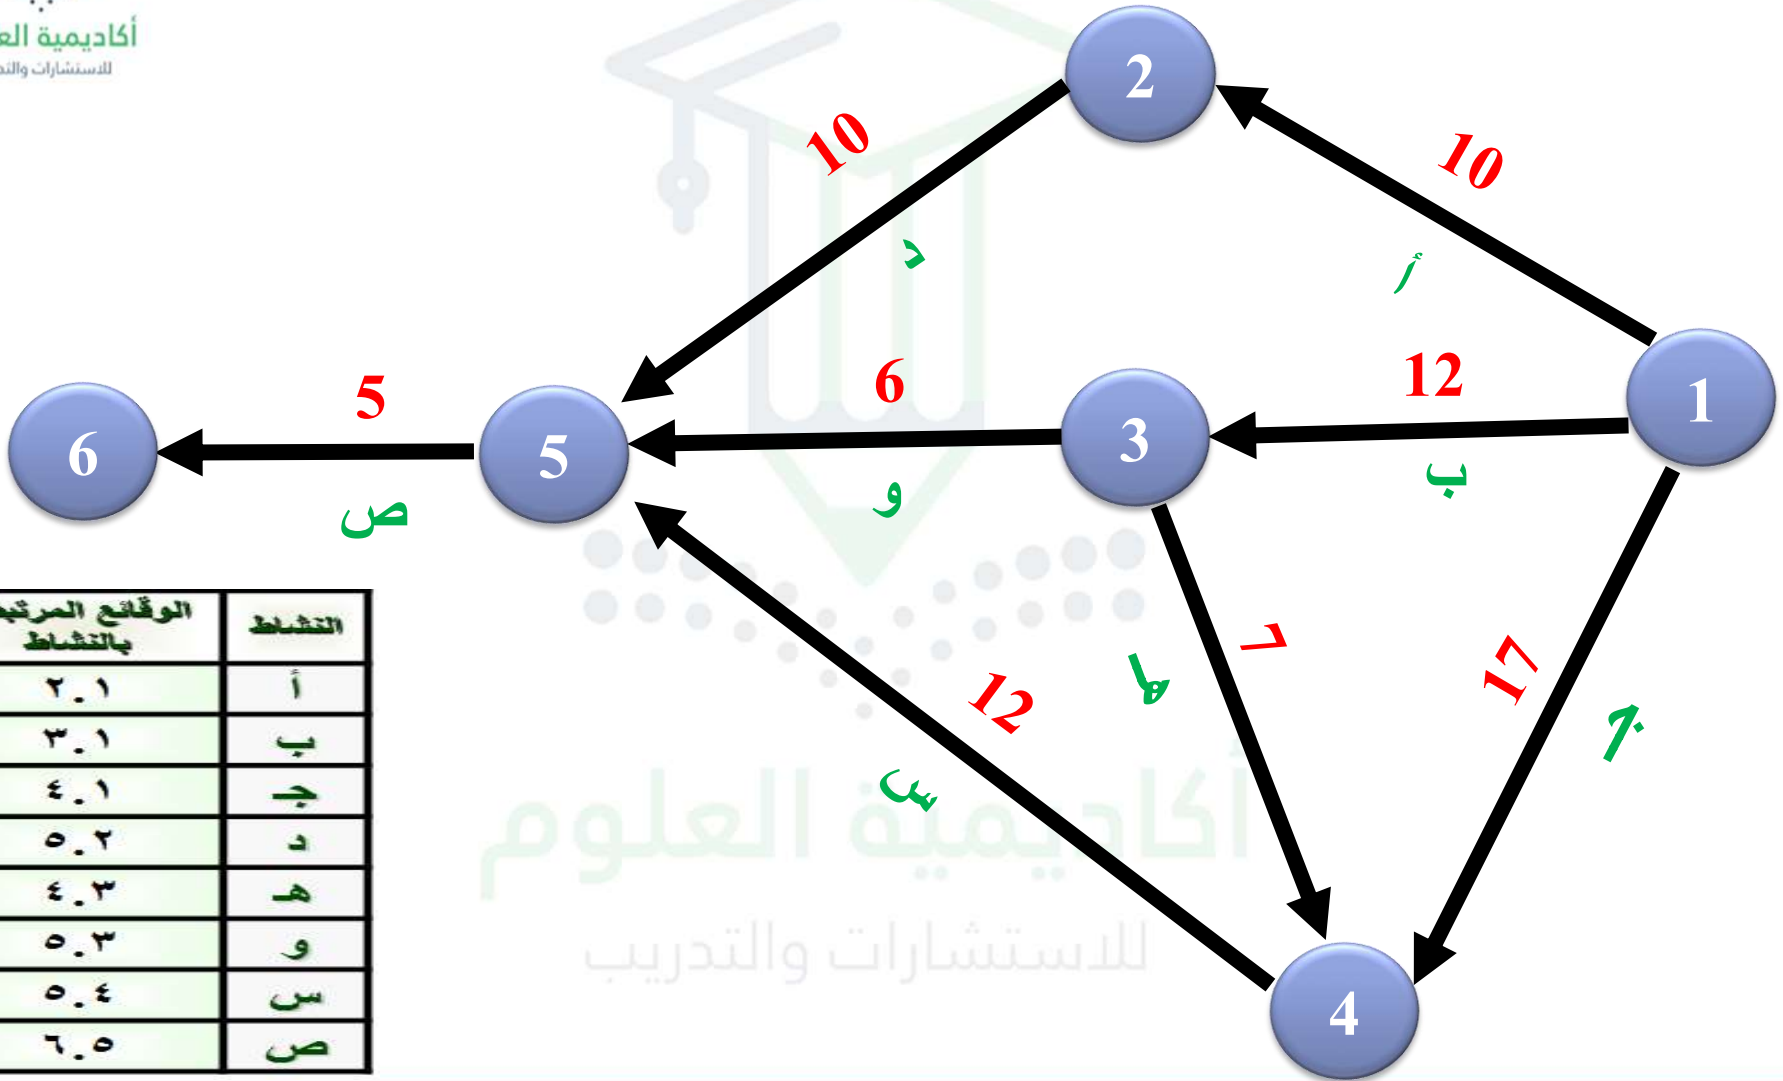 أكاديمية
للاستشارات
2
10
10
د
أ
1
12
6
5
3
5
6
ب
و
ص
7
17
هـ
12
جـ
س
4
أكاديمية العلوم
للاستشارات والتدريب
النشاط الوقائع
بالنشاط
أ ٢.١
ب ٣.١
جـ ٤.١
د ٥.٢
هـ ٤.٣
و ٥.٣
س ٥.٤
ص ٦.٥